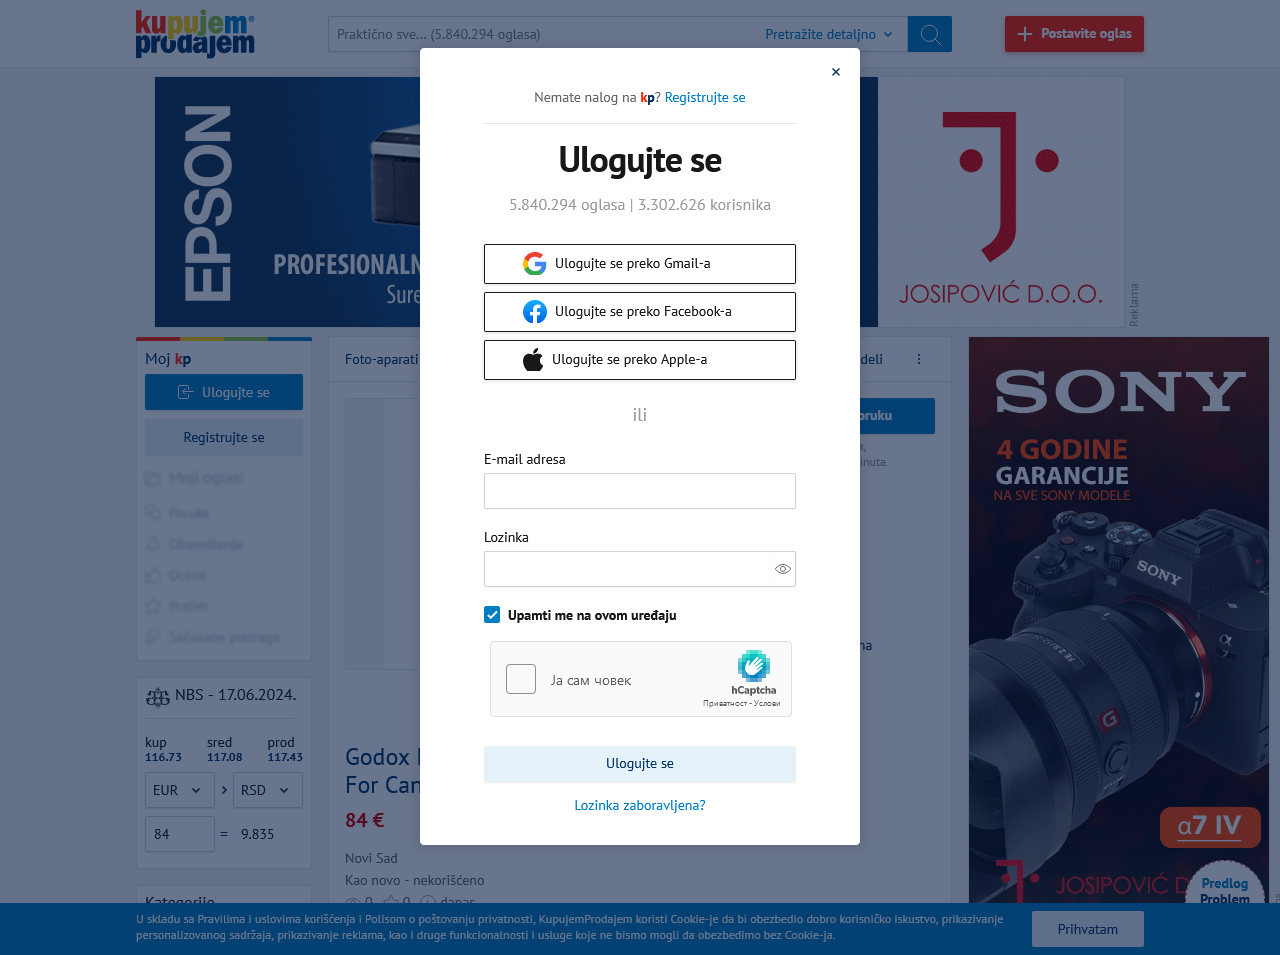 kupujem
prodajem
Praktično sve... (5.840.294 oglasa)
Pretražite detaljno
Postavite oglas
EPSON
PROFESIONALN
Sure
JOSIPOVIĆ D.O.O.
Reklama
Nemate nalog na kp? Registrujte se
Ulogujte se
5.840.294 oglasa | 3.302.626 korisnika
Ulogujte se preko Gmail-a
Ulogujte se preko Facebook-a
Ulogujte se preko Apple-a
ili
E-mail adresa
Lozinka
Upamti me na ovom uređaju
Ја сам човек
hCaptcha
Приватност - Услови
Ulogujte se
Lozinka zaboravljena?
Moj kp
Ulogujte se
Registrujte se
Moji oglasi
Poruke
Obaveštenja
Ocene
Pratim
Sačuvane pretrage
NBS - 17.06.2024.
kup sred prod
116.73 117.08 117.43
EUR RSD
84 = 9.835
Kategorije
Foto-aparati
deli
oruku
inuta.
na
Godox
For Can
84 €
Novi Sad
Kao novo - nekorišćeno
0 0 danas
SONY
4 GODINE
GARANCIJE
NA SVE SONY MODELE
SONY
FE 2.8/12
G
α7 IV
JOSIPOVIĆ D
Predlog
Problem
U skladu sa Pravilima i uslovima korišćenja i Polisom o poštovanju privatnosti, KupujemProdajem koristi Cookie-je da bi obezbedio dobro korisničko iskustvo, prikazivanje
personalizovanog sadržaja, prikazivanje reklama, kao i druge funkcionalnosti i usluge koje ne bismo mogli da obezbedimo bez Cookie-ja.
Prihvatam